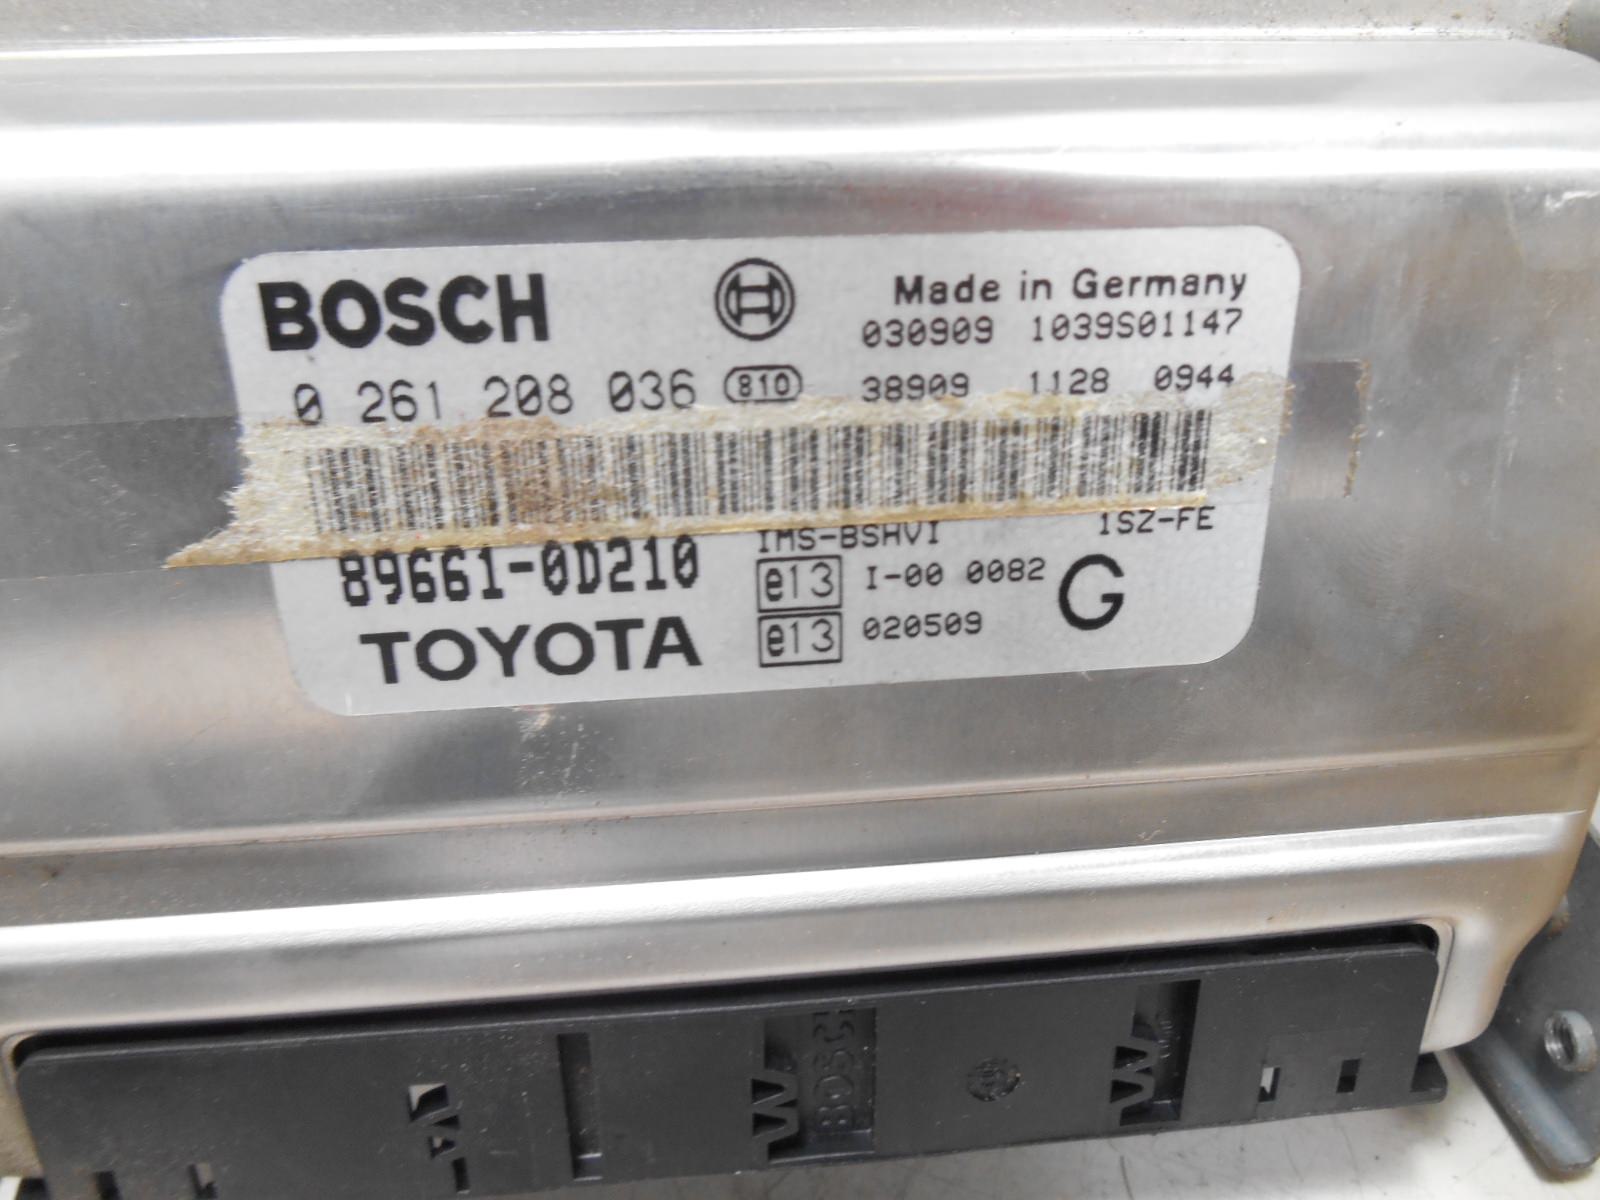 BOSCH
Made in Germany
030909 1039S01147
0 261 208 036 810 38909 1128 0944
IMS-BSHVI 1SZ-FE
89661-0D210
e13 I-00 0082 G
TOYOTA
e13 020509
BOSCH